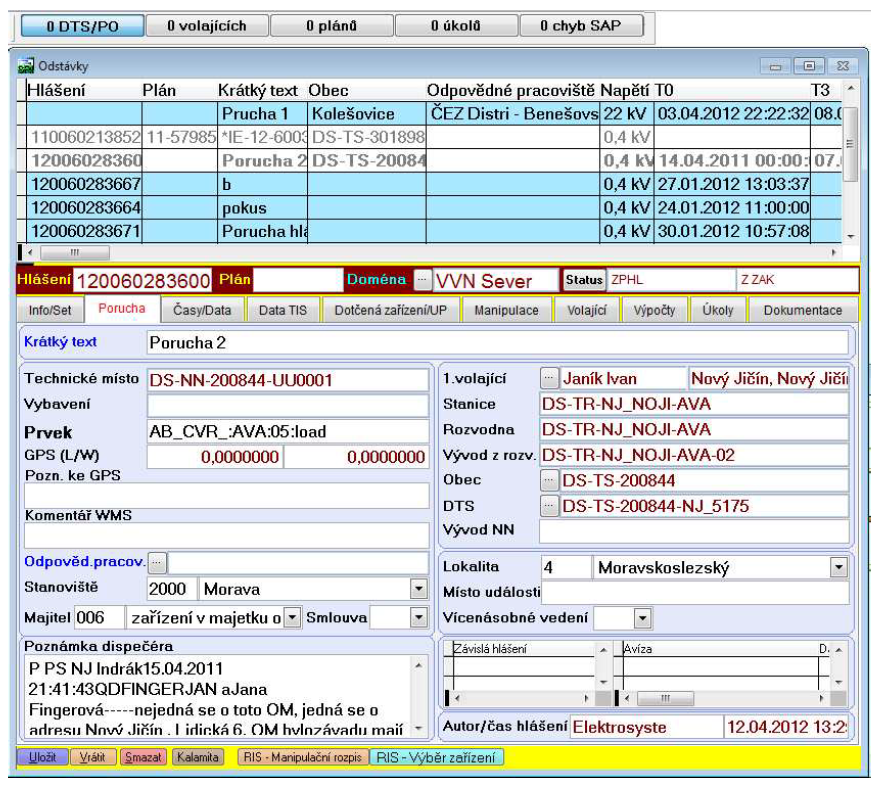 0 DTS/PO 0 volajících 0 plánů 0 úkolů 0 chyb SAP
Odstávky
Hlášení Plán Krátký text Obec Odpovědné pracoviště Napětí T0 T3
Prucha 1 Kolešovice ČEZ Distri - Benešovs 22 kV 03.04.2012 22:22:32 08.0
110060213852 11-57985 *IE-12-6003 DS-TS-301898 0,4 kV
12006028360 Porucha 2 DS-TS-20084 0,4 kV 14.04.2011 00:00: 07.
120060283667 b 0,4 kV 27.01.2012 13:03:37
120060283664 pokus 0,4 kV 24.01.2012 11:00:00
120060283671 Porucha hlá 0,4 kV 30.01.2012 10:57:08
Hlášení 120060283600 Plán Doména ... VVN Sever Status ZPHL Z ZAK
Info/Set Porucha Časy/Data Data TIS Dotčená zařízení/UP Manipulace Volající Výpočty Úkoly Dokumentace
Krátký text Porucha 2
Technické místo DS-NN-200844-UU0001
Vybavení
Prvek AB_CVR_:AVA:05:load
GPS (L/W) 0,0000000 0,0000000
Pozn. ke GPS
Komentář WMS
Odpověd.pracov. ...
Stanoviště 2000 Morava
Majitel 006 zařízení v majetku o Smlouva
Poznámka dispečéra
P PS NJ Indrák15.04.2011
21:41:43QDFINGERJAN aJana
Fingerová-----nejedná se o toto OM, jedná se o
adresu Nový Jičín , Lidická 6. OM bylozávadu mají
1.volající ... Janík Ivan Nový Jičín, Nový Jičí
Stanice DS-TR-NJ_NOJI-AVA
Rozvodna DS-TR-NJ_NOJI-AVA
Vývod z rozv. DS-TR-NJ_NOJI-AVA-02
Obec ... DS-TS-200844
DTS ... DS-TS-200844-NJ_5175
Vývod NN
Lokalita 4 Moravskoslezský
Místo události
Vícenásobné vedení
Závislá hlášení Avíza D
Autor/čas hlášení Elektrosyste 12.04.2012 13:2
Uložit Vrátit Smazat Kalamita RIS - Manipulační rozpis RIS - Výběr zařízení